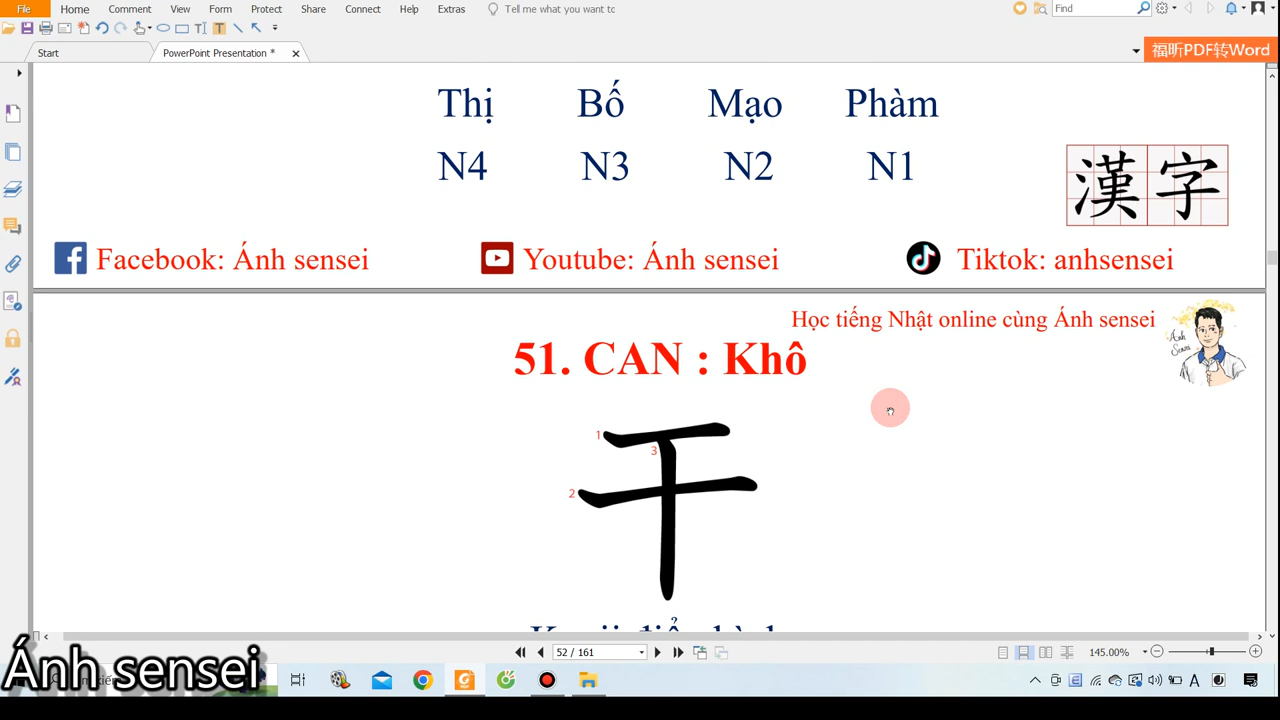 File Home Comment View Form Protect Share Connect Help Extras Tell me what you want to Find
Start PowerPoint Presentation * 福昕PDF转Word
Thị Bố Mạo Phàm
N4 N3 N2 N1
漢字
Facebook: Ánh sensei Youtube: Ánh sensei Tiktok: anhsensei
Học tiếng Nhật online cùng Ánh sensei
Anh Sensei
51. CAN : Khô
干
1
3
2
52 / 161 145.00%
Ánh sensei